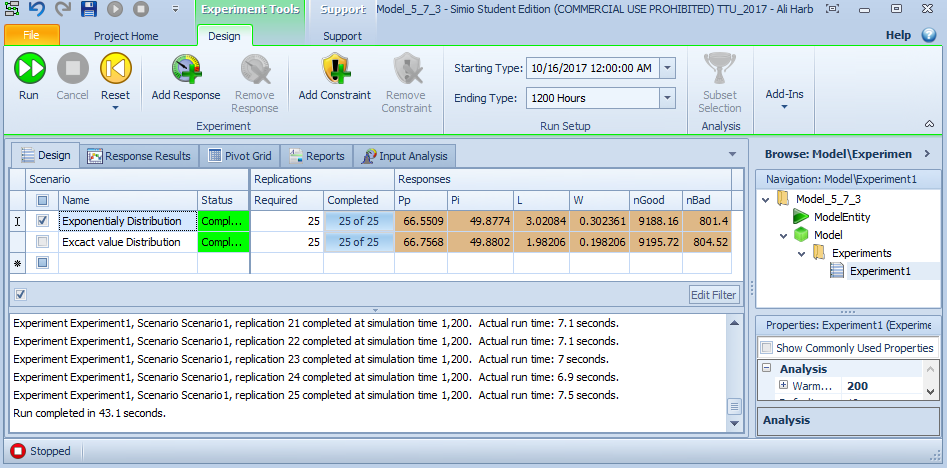 Experiment Tools Support Model_5_7_3 - Simio Student Edition (COMMERCIAL USE PROHIBITED) TTU_2017 - Ali Harb
File Project Home Design Support Help
Run Cancel Reset Add Response Remove Response Add Constraint Remove Constraint Subset Selection Add-Ins
Starting Type: 10/16/2017 12:00:00 AM
Ending Type: 1200 Hours
Experiment Run Setup Analysis
Design Response Results Pivot Grid Reports Input Analysis
Scenario Replications Responses
Name Status Required Completed Pp Pi L W nGood nBad
Exponentialy Distribution Compl... 25 25 of 25 66.5509 49.8774 3.02084 0.302361 9188.16 801.4
Excact value Distribution Compl... 25 25 of 25 66.7568 49.8802 1.98206 0.198206 9195.72 804.52
Edit Filter
Experiment Experiment1, Scenario Scenario1, replication 21 completed at simulation time 1,200. Actual run time: 7.1 seconds.
Experiment Experiment1, Scenario Scenario1, replication 22 completed at simulation time 1,200. Actual run time: 7.1 seconds.
Experiment Experiment1, Scenario Scenario1, replication 23 completed at simulation time 1,200. Actual run time: 7 seconds.
Experiment Experiment1, Scenario Scenario1, replication 24 completed at simulation time 1,200. Actual run time: 6.9 seconds.
Experiment Experiment1, Scenario Scenario1, replication 25 completed at simulation time 1,200. Actual run time: 7.5 seconds.
Run completed in 43.1 seconds.
Browse: Model\Experimen
Navigation: Model\Experiment1
Model_5_7_3
ModelEntity
Model
Experiments
Experiment1
Properties: Experiment1 (Experime
Show Commonly Used Properties
Analysis
Warm... 200
Analysis
Stopped